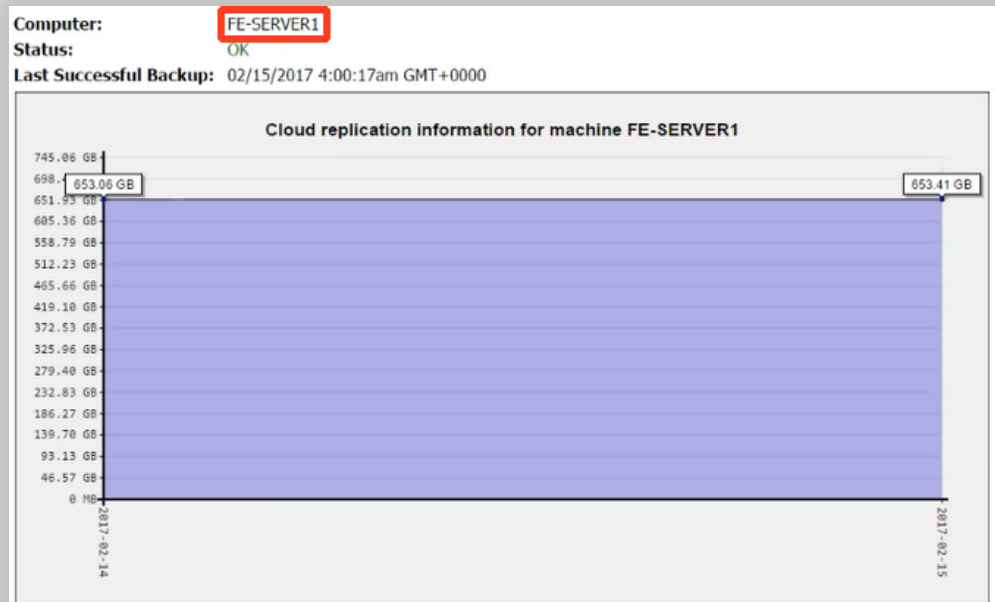 Computer: FE-SERVER1
Status: OK
Last Successful Backup: 02/15/2017 4:00:17am GMT+0000
Cloud replication information for machine FE-SERVER1
745.06 GB
653.06 GB
653.41 GB
651.93 GB
605.36 GB
558.79 GB
512.23 GB
465.66 GB
419.10 GB
372.53 GB
325.96 GB
279.40 GB
232.83 GB
186.27 GB
139.70 GB
93.13 GB
46.57 GB
0 MB
2017-02-14
2017-02-15